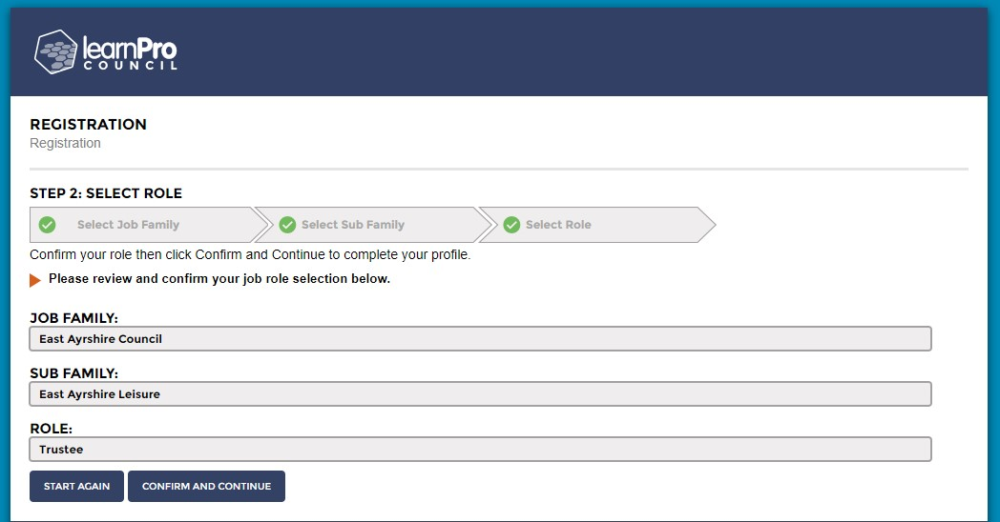 learnPro
COUNCIL
REGISTRATION
Registration
STEP 2: SELECT ROLE
Select Job Family
Select Sub Family
Select Role
Confirm your role then click Confirm and Continue to complete your profile.
Please review and confirm your job role selection below.
JOB FAMILY:
East Ayrshire Council
SUB FAMILY:
East Ayrshire Leisure
ROLE:
Trustee
START AGAIN
CONFIRM AND CONTINUE